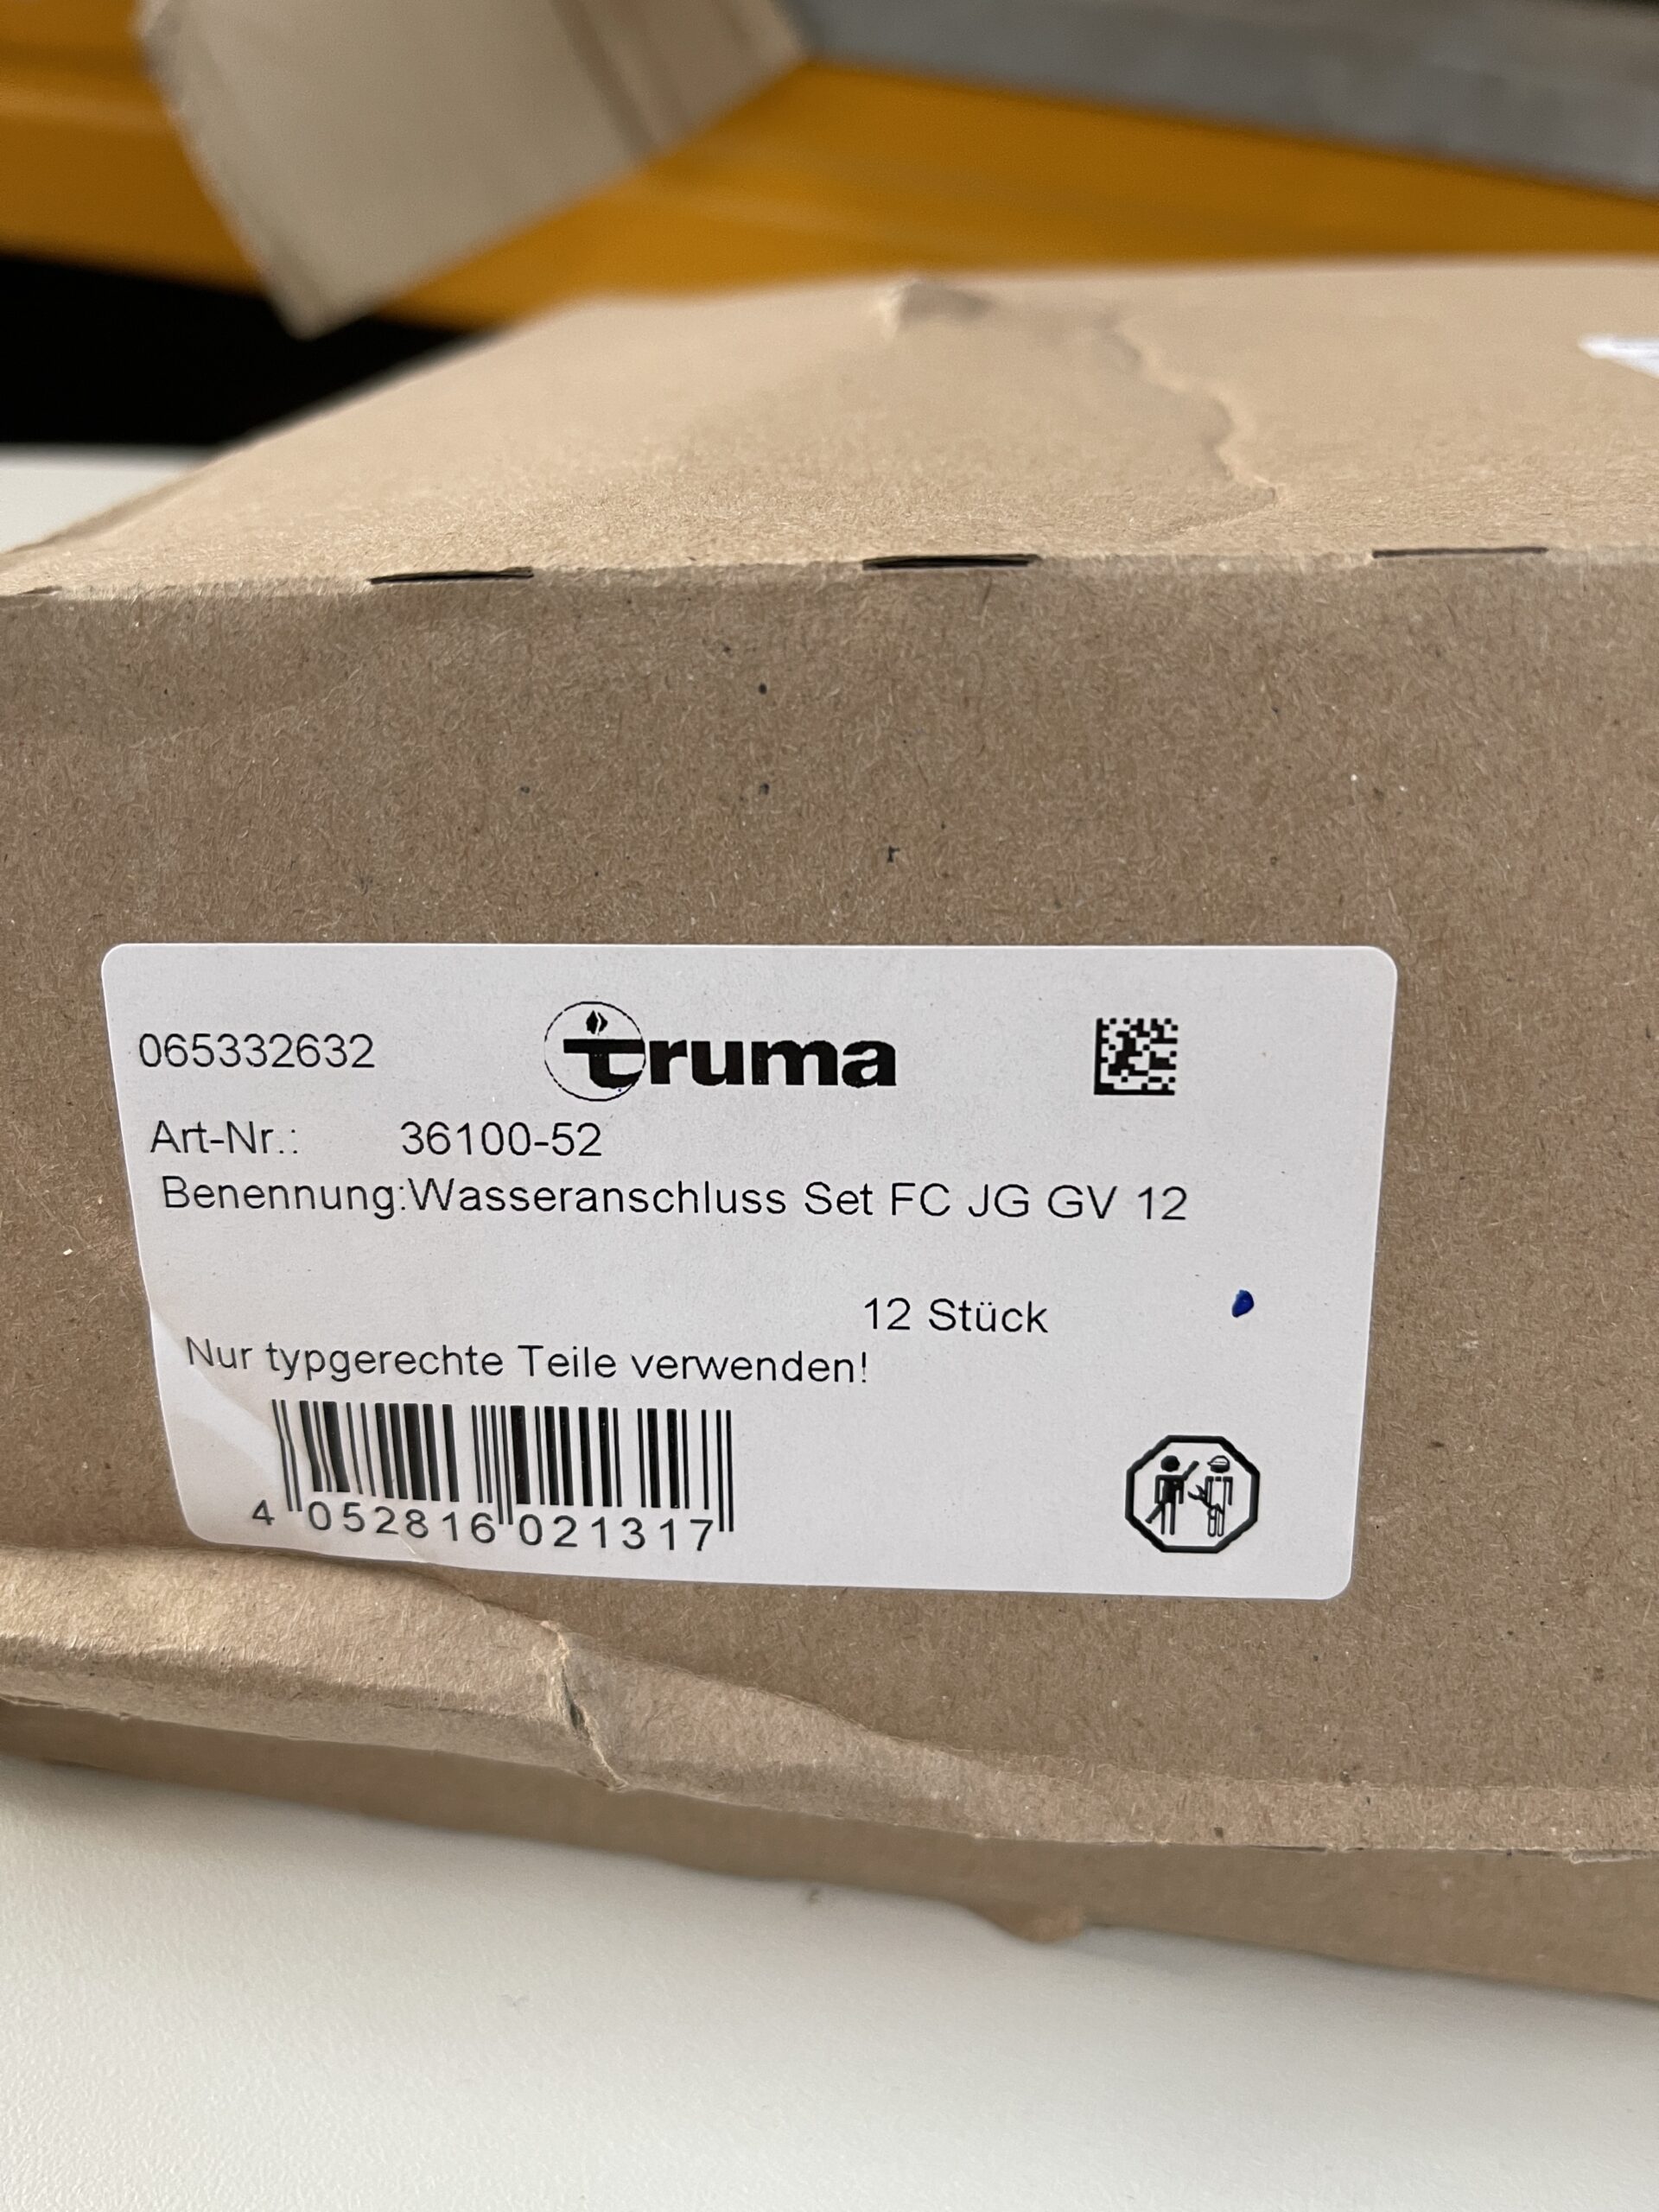 065332632
truma
Art-Nr.: 36100-52
Benennung:Wasseranschluss Set FC JG GV 12
12 Stück
Nur typgerechte Teile verwenden!
4 052816 021317